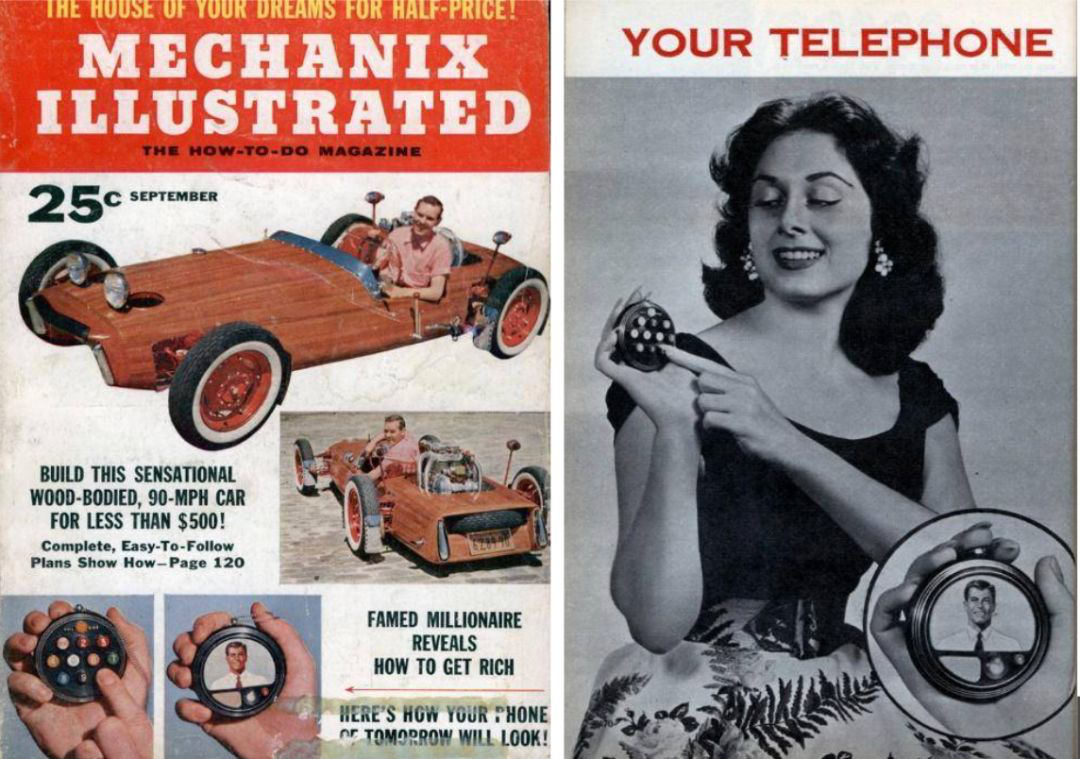 THE HOUSE OF YOUR DREAMS FOR HALF-PRICE!
MECHANIX
ILLUSTRATED
THE HOW-TO-DO MAGAZINE
25c SEPTEMBER
BUILD THIS SENSATIONAL
WOOD-BODIED, 90-MPH CAR
FOR LESS THAN $500!
Complete, Easy-To-Follow
Plans Show How—Page 120
FAMED MILLIONAIRE
REVEALS
HOW TO GET RICH
HERE'S HOW YOUR PHONE
OF TOMORROW WILL LOOK!
YOUR TELEPHONE